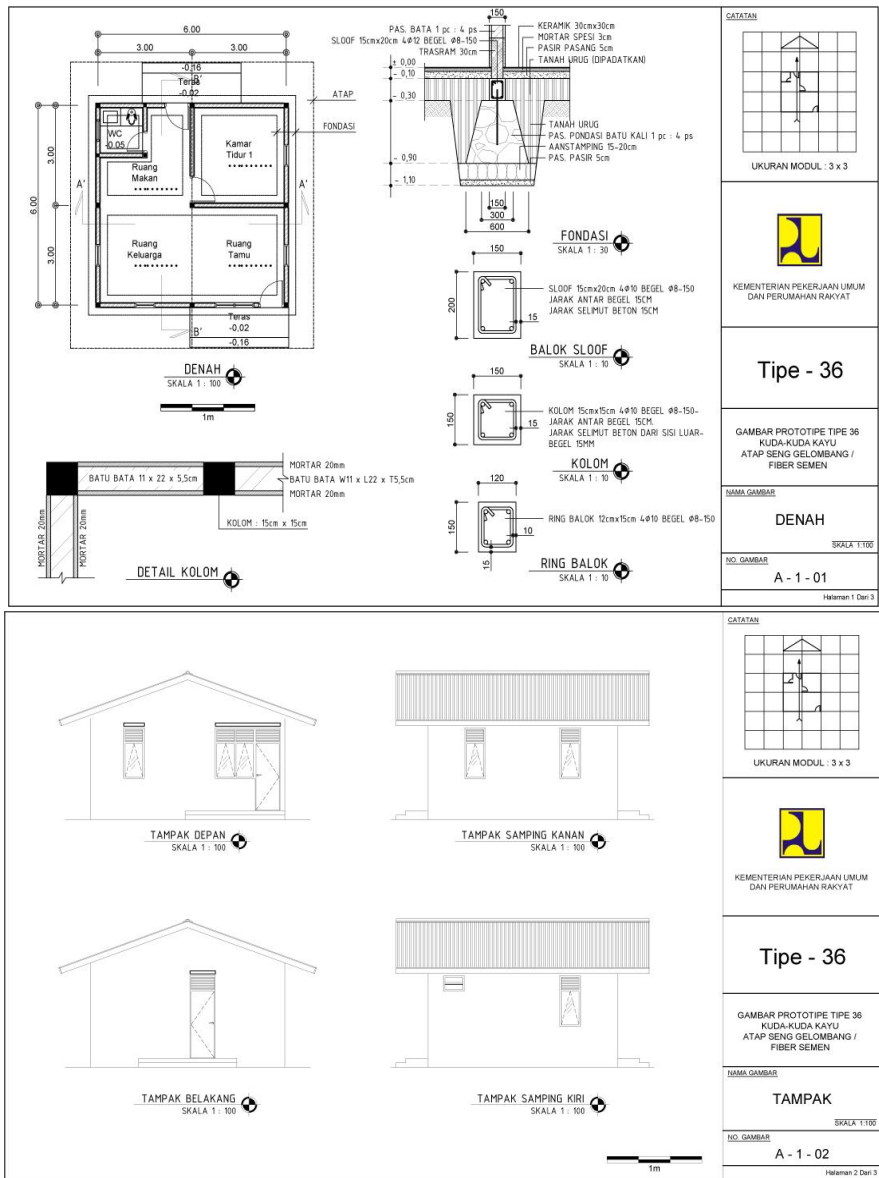 6.00
3.00
3.00
-0,16
B'
Teras
-0.02
ATAP
FONDASI
WC
-0.05
Kamar
Tidur 1
Ruang
Makan
A'
A'
6.00
3.00
3.00
Ruang
Keluarga
Ruang
Tamu
Teras
-0,02
B'
-0,16
DENAH
SKALA 1 : 100
1m
150
PAS. BATA 1 pc : 4 ps
SLOOF 15cmx20cm 4Ø12 BEGEL Ø8-150
TRASRAM 30cm
KERAMIK 30cmx30cm
MORTAR SPESI 3cm
PASIR PASANG 5cm
TANAH URUG (DIPADATKAN)
± 0,00
- 0,10
- 0,30
- 0,90
- 1,10
TANAH URUG
PAS. PONDASI BATU KALI 1 pc : 4 ps
AANSTAMPING 15-20cm
PAS. PASIR 5cm
150
300
600
FONDASI
SKALA 1 : 30
150
200
SLOOF 15cmx20cm 4Ø10 BEGEL Ø8-150
JARAK ANTAR BEGEL 15CM
JARAK SELIMUT BETON 15CM
15
BALOK SLOOF
SKALA 1 : 10
150
150
KOLOM 15cmx15cm 4Ø10 BEGEL Ø8-150-
JARAK ANTAR BEGEL 15CM.
JARAK SELIMUT BETON DARI SISI LUAR-
BEGEL 15MM
15
KOLOM
SKALA 1 : 10
120
150
RING BALOK 12cmx15cm 4Ø10 BEGEL Ø8-150
10
15
RING BALOK
SKALA 1 : 10
MORTAR 20mm
BATU BATA 11 x 22 x 5,5cm
BATU BATA W11 x L22 x T5,5cm
MORTAR 20mm
KOLOM : 15cm x 15cm
MORTAR 20mm
MORTAR 20mm
DETAIL KOLOM
CATATAN
UKURAN MODUL : 3 x 3
KEMENTERIAN PEKERJAAN UMUM
DAN PERUMAHAN RAKYAT
Tipe - 36
GAMBAR PROTOTIPE TIPE 36
KUDA-KUDA KAYU
ATAP SENG GELOMBANG /
FIBER SEMEN
NAMA GAMBAR
DENAH
SKALA 1:100
NO. GAMBAR
A - 1 - 01
Halaman 1 Dari 3
TAMPAK DEPAN
SKALA 1 : 100
TAMPAK SAMPING KANAN
SKALA 1 : 100
TAMPAK BELAKANG
SKALA 1 : 100
TAMPAK SAMPING KIRI
SKALA 1 : 100
1m
CATATAN
UKURAN MODUL : 3 x 3
KEMENTERIAN PEKERJAAN UMUM
DAN PERUMAHAN RAKYAT
Tipe - 36
GAMBAR PROTOTIPE TIPE 36
KUDA-KUDA KAYU
ATAP SENG GELOMBANG /
FIBER SEMEN
NAMA GAMBAR
TAMPAK
SKALA 1:100
NO. GAMBAR
A - 1 - 02
Halaman 2 Dari 3